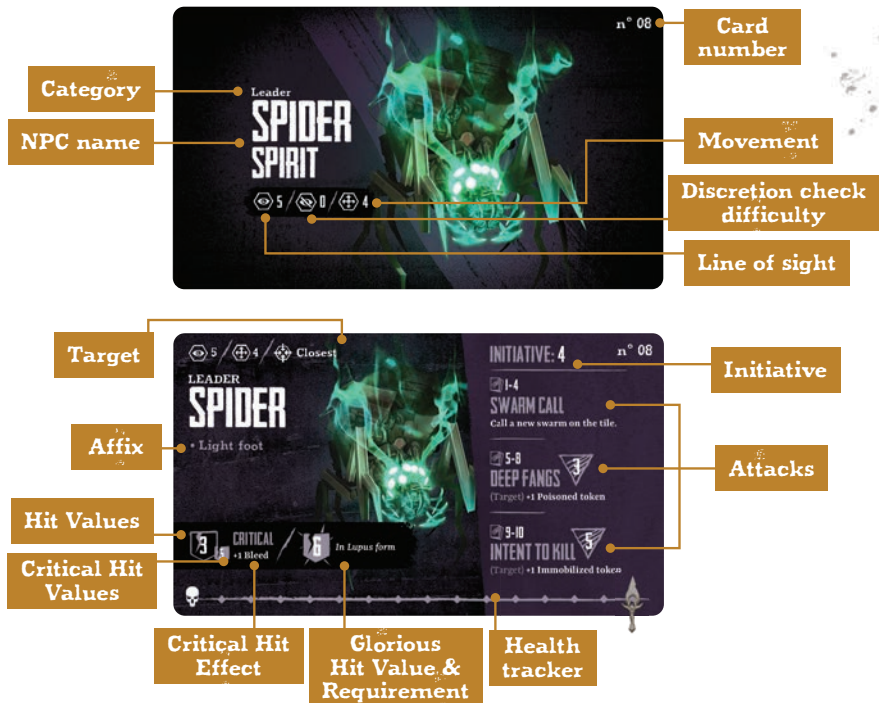 n° 08
Card
number
Category
Leader
NPC name
SPIDER
SPIRIT
Movement
5 / 0 / 4
Discretion check
difficulty
Line of sight
Target
5 / 4 / Closest
INITIATIVE: 4
n° 08
Initiative
LEADER
SPIDER
1-4
SWARM CALL
Call a new swarm on the tile.
Affix
• Light foot
5-8
DEEP FANGS
3
(Target) +1 Poisoned token
Attacks
Hit Values
3
5
CRITICAL
+1 Bleed
6
In Lupus form
9-10
INTENT TO KILL
5
(Target) +1 Immobilized token
Critical Hit
Values
Critical Hit
Effect
Glorious
Hit Value &
Requirement
Health
tracker